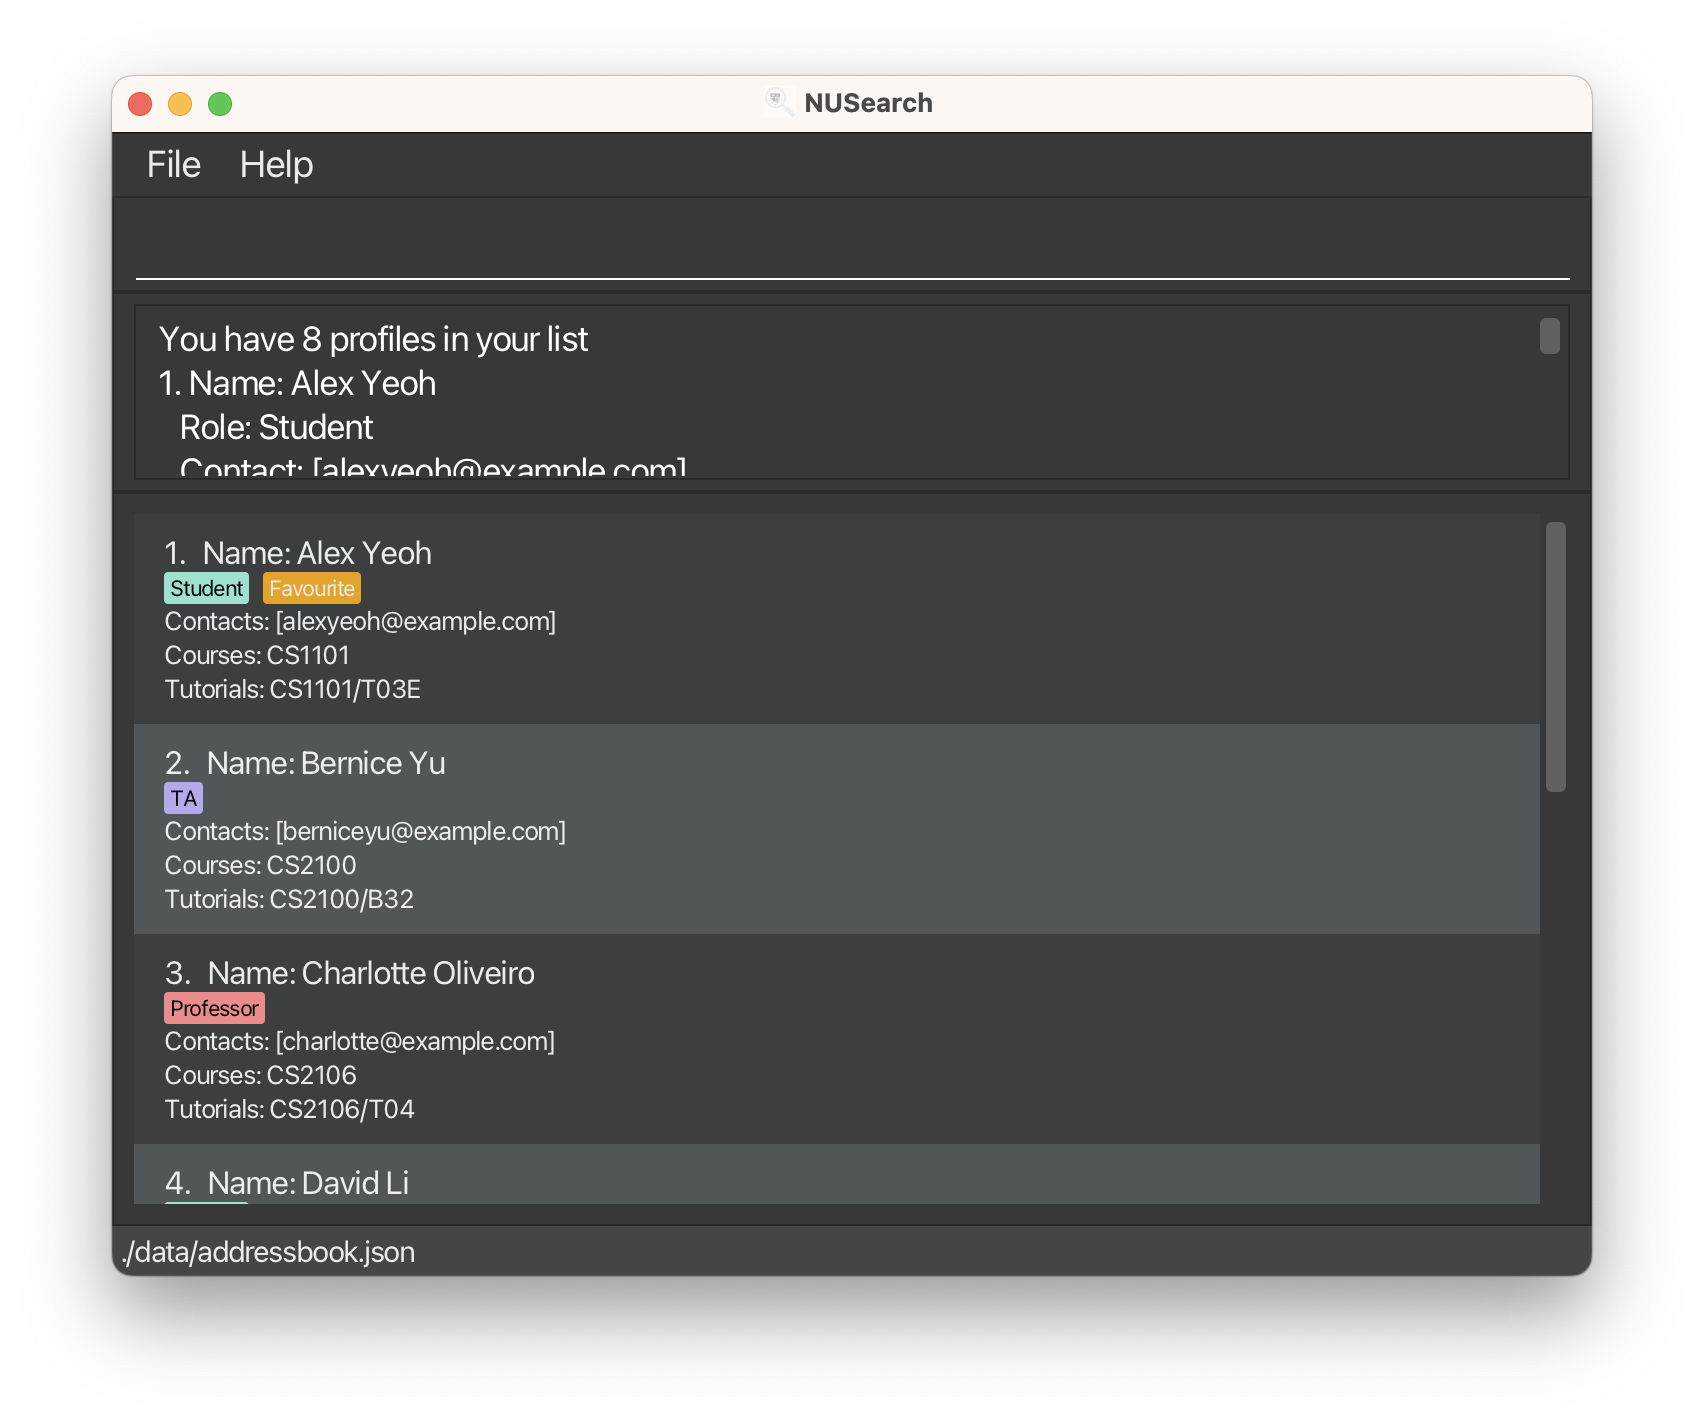 NUSearch
File Help
You have 8 profiles in your list
1. Name: Alex Yeoh
Role: Student
Contact: [alexyeoh@example.com]
1. Name: Alex Yeoh
Student Favourite
Contacts: [alexyeoh@example.com]
Courses: CS1101
Tutorials: CS1101/T03E
2. Name: Bernice Yu
TA
Contacts: [berniceyu@example.com]
Courses: CS2100
Tutorials: CS2100/B32
3. Name: Charlotte Oliveiro
Professor
Contacts: [charlotte@example.com]
Courses: CS2106
Tutorials: CS2106/T04
4. Name: David Li
./data/addressbook.json